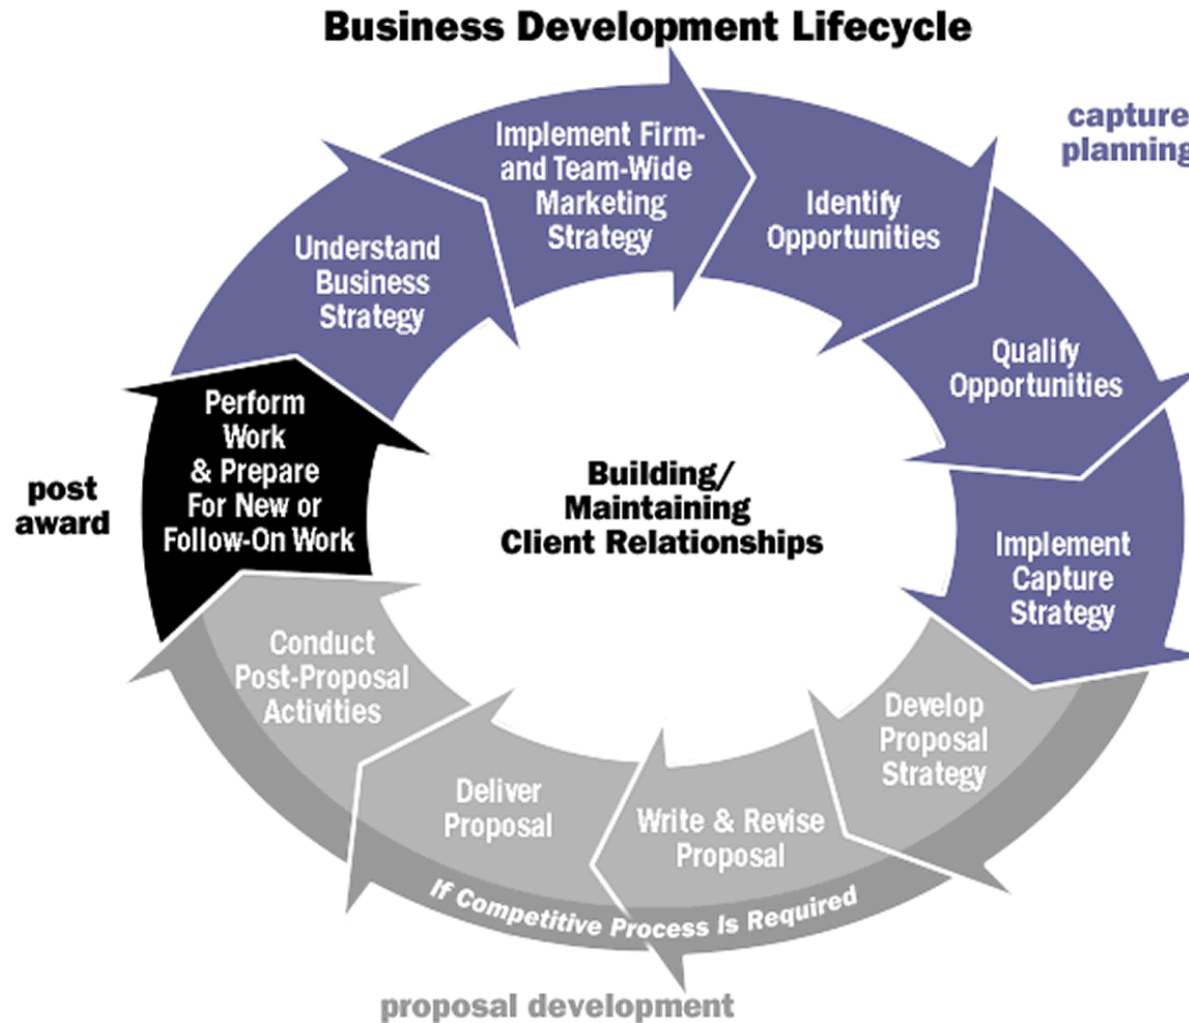 Business Development Lifecycle
capture
planning
Implement Firm-
and Team-Wide
Marketing
Strategy
Identify
Opportunities
Qualify
Opportunities
Implement
Capture
Strategy
Develop
Proposal
Strategy
Write & Revise
Proposal
Deliver
Proposal
Conduct
Post-Proposal
Activities
Perform
Work
& Prepare
For New or
Follow-On Work
Understand
Business
Strategy
post
award
Building/
Maintaining
Client Relationships
If Competitive Process Is Required
proposal development